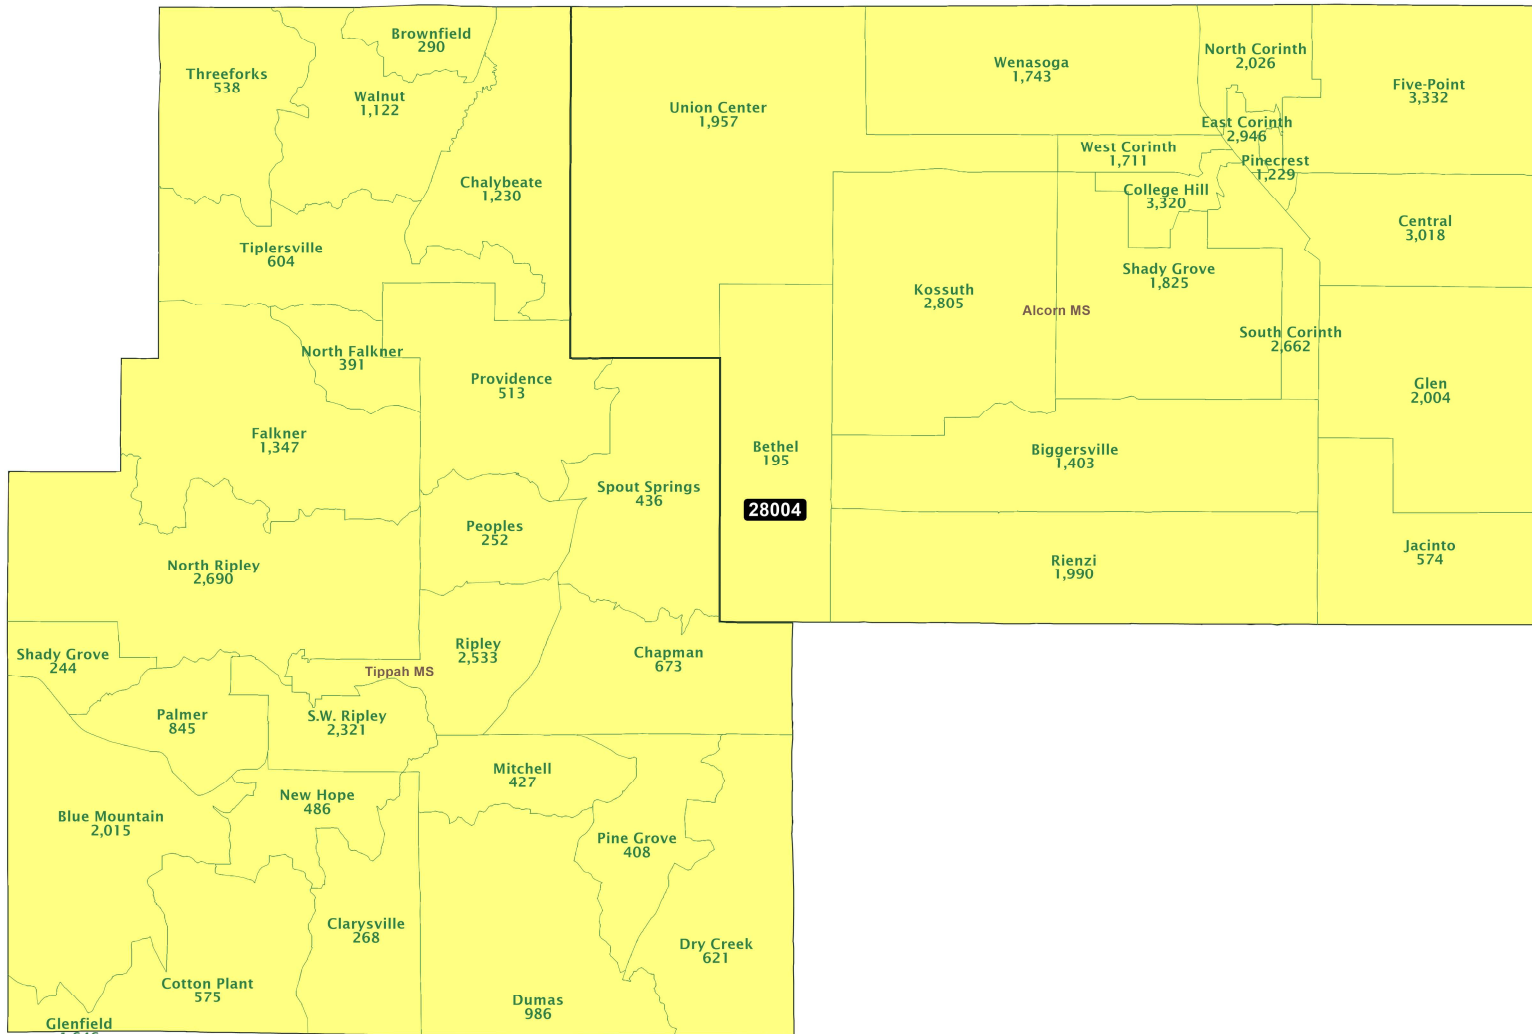 Brownfield
290
Threeforks
538
Walnut
1,122
Chalybeate
1,230
Tiplersville
604
North Falkner
391
Providence
513
Falkner
1,347
Spout Springs
436
Peoples
252
North Ripley
2,690
Shady Grove
244
Tippah MS
Ripley
2,533
Chapman
673
Palmer
845
S.W. Ripley
2,321
Mitchell
427
New Hope
486
Blue Mountain
2,015
Pine Grove
408
Clarysville
268
Dry Creek
621
Cotton Plant
575
Dumas
986
Glenfield
Union Center
1,957
Wenasoga
1,743
North Corinth
2,026
Five-Point
3,332
East Corinth
2,946
West Corinth
1,711
Pinecrest
1,229
College Hill
3,320
Central
3,018
Shady Grove
1,825
Kossuth
2,805
Alcorn MS
South Corinth
2,662
Glen
2,004
Bethel
195
28004
Biggersville
1,403
Rienzi
1,990
Jacinto
574